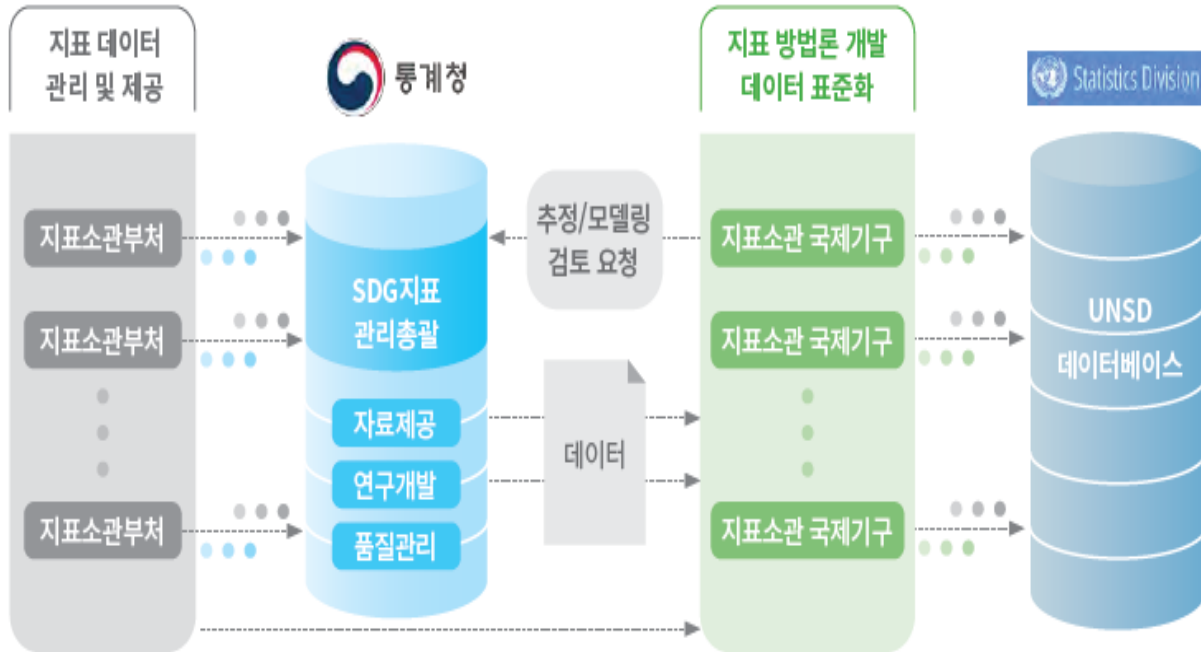 지표 데이터
관리 및 제공
지표소관부처
지표소관부처
지표소관부처
통계청
SDG지표
관리총괄
자료제공
연구개발
품질관리
추정/모델링
검토 요청
데이터
지표 방법론 개발
데이터 표준화
지표소관 국제기구
지표소관 국제기구
지표소관 국제기구
Statistics Division
UNSD
데이터베이스